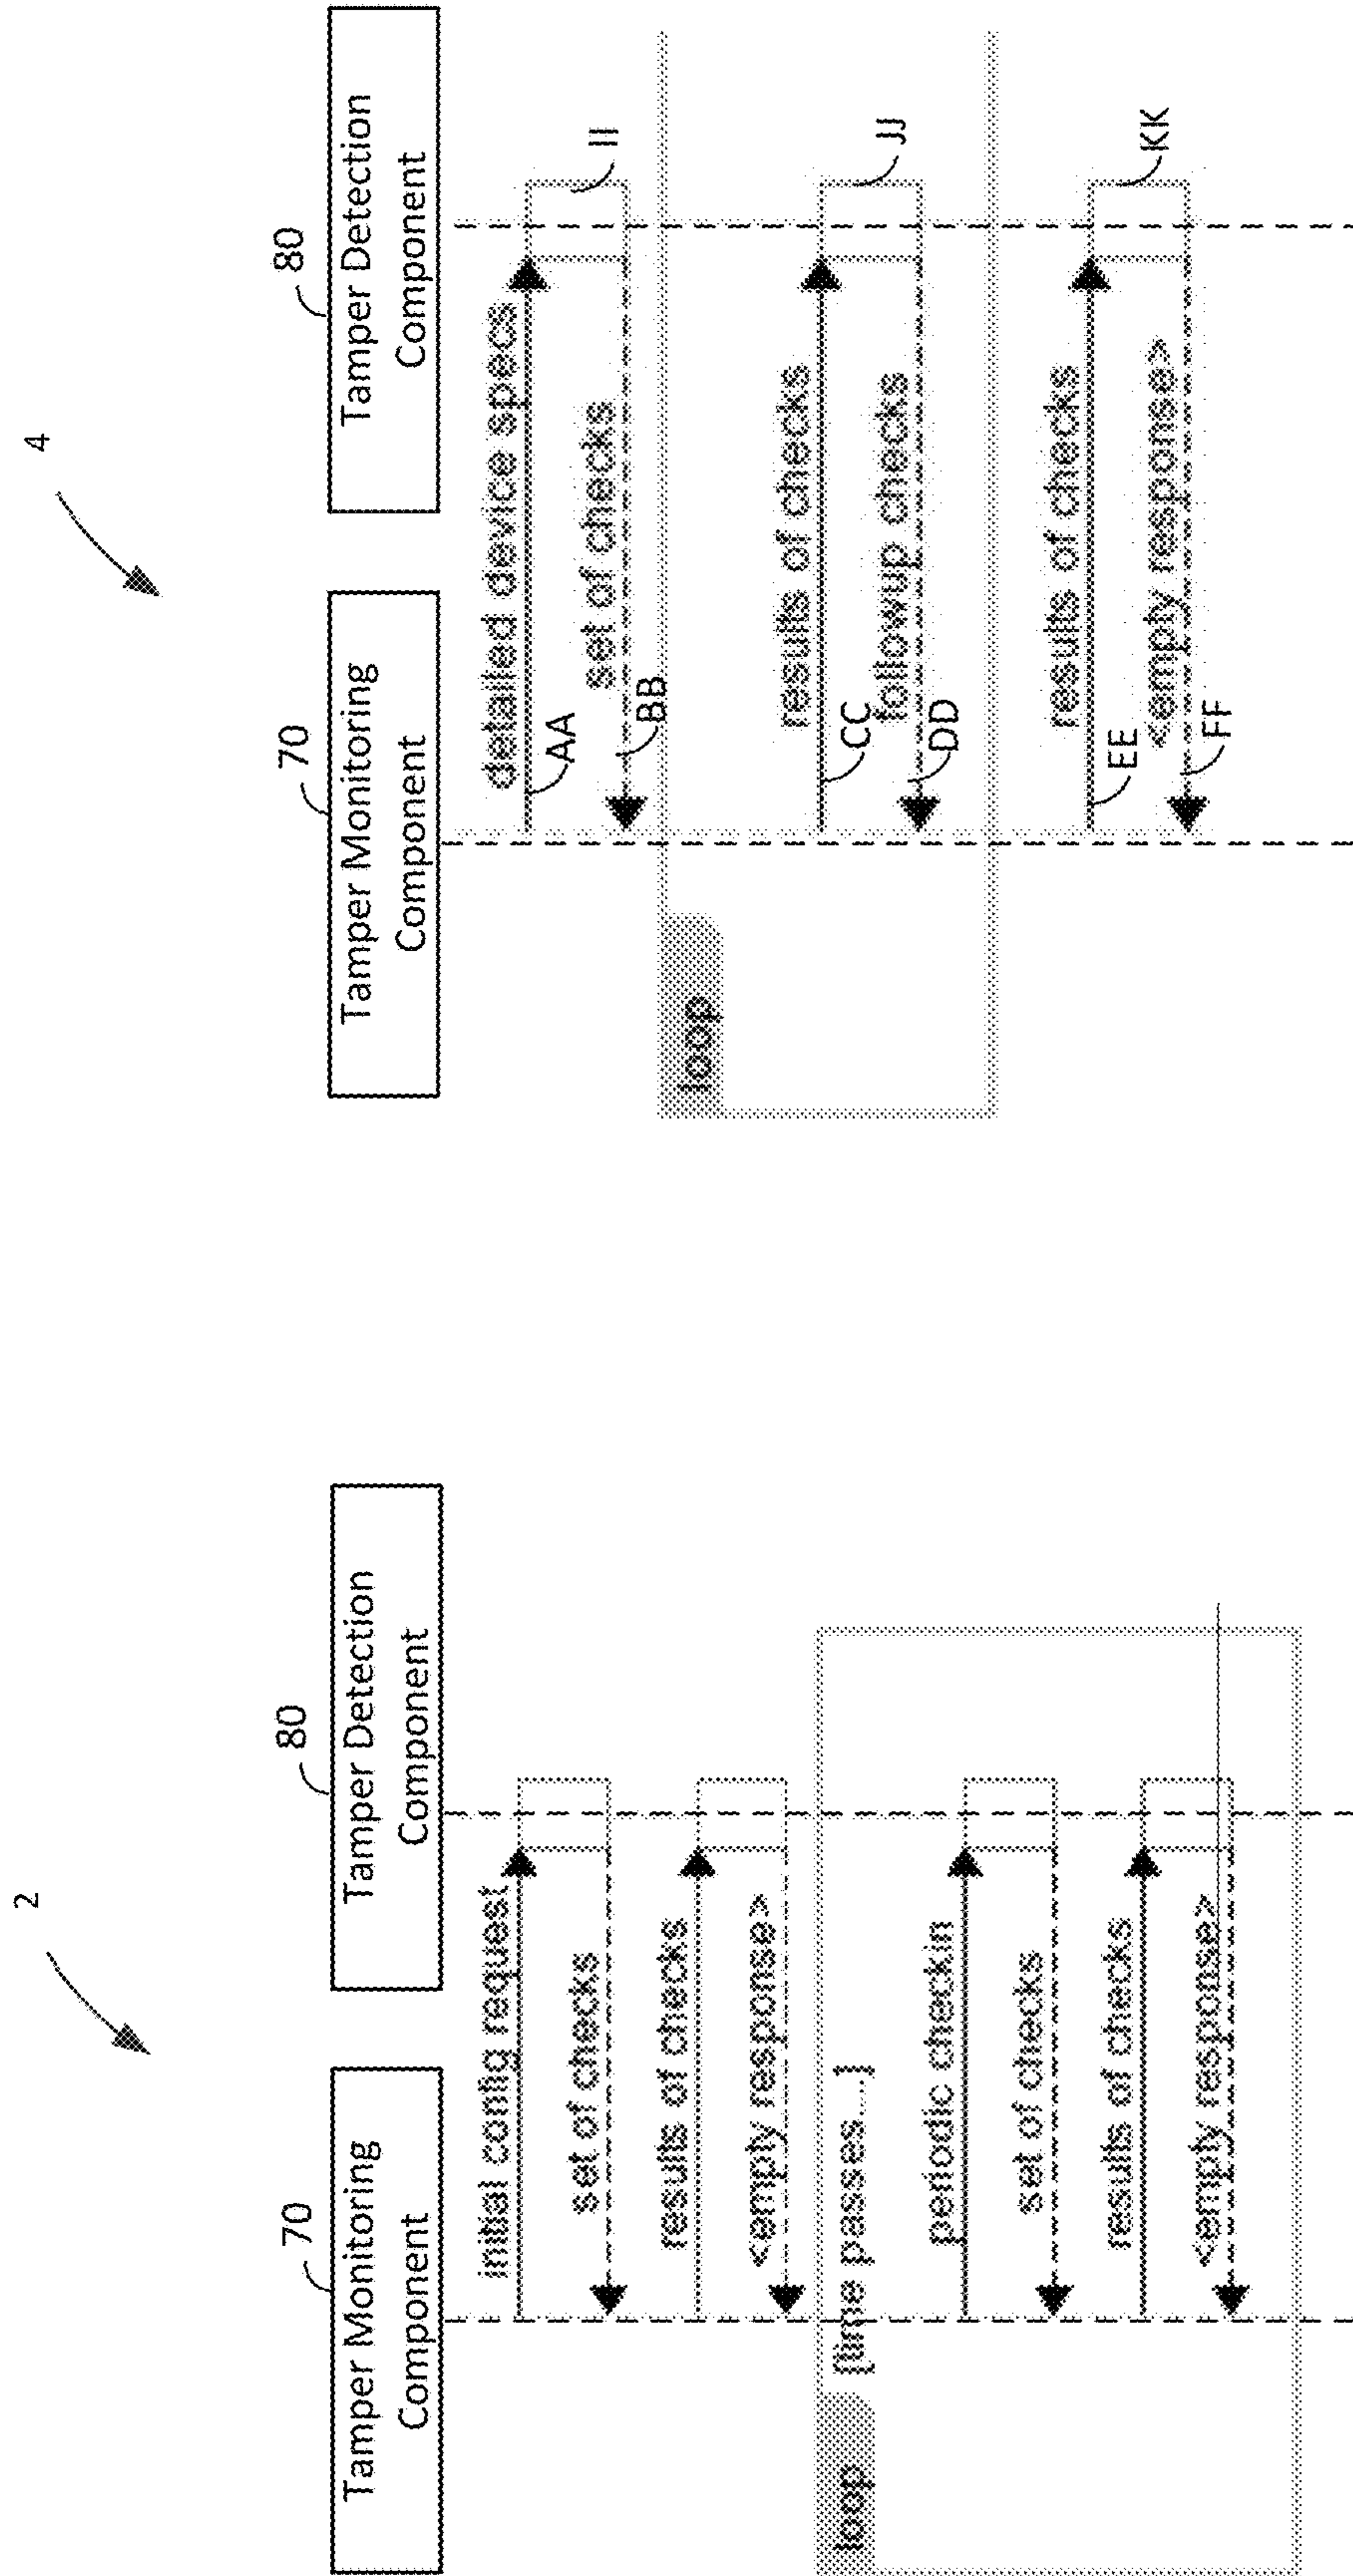 2
70
80
Tamper Monitoring
Component
Tamper Detection
Component
initial config request
set of checks
results of checks
<empty response>
loop
[time passes...]
periodic checkin
set of checks
results of checks
<empty response>
4
70
80
Tamper Monitoring
Component
Tamper Detection
Component
detailed device specs
AA
II
set of checks
BB
loop
results of checks
CC
JJ
followup checks
DD
results of checks
EE
KK
<empty response>
FF